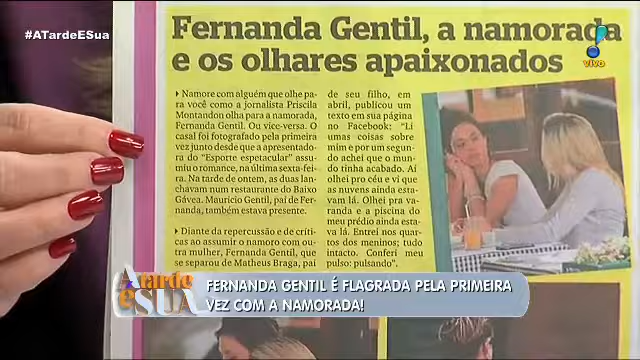 #ATardeÉSua
Fernanda Gentil, a namorada
e os olhares apaixonados
vivo
Namore com alguém que olhe pa-
ra você como a jornalista Priscila
Montandon olha para a namorada,
Fernanda Gentil. Ou vice-versa. O
casal foi fotografado pela primeira
vez junto desde que a apresentado-
ra do "Esporte espetacular" assu-
miu o romance, na última sexta-fei-
ra. Na tarde de ontem, as duas lan-
chavam num restaurante do Baixo
Gávea. Mauricio Gentil, pai de Fer-
nanda, também estava presente.
Diante da repercussão e de críti-
cas ao assumir o namoro com ou-
tra mulher, Fernanda Gentil, que
se separou de Matheus Braga, pai
de seu filho, em
abril, publicou um
texto em sua página
no Facebook: "Li
umas coisas sobre
mim e por um segun-
do achei que o mun-
do tinha acabado. Aí
olhei pro céu e vi que
as nuvens ainda esta-
vam lá. Olhei pra va-
randa e a piscina do
meu prédio ainda esta-
va lá. Entrei nos quar-
tos dos meninos; tudo
intacto. Conferi meu
pulso: pulsando".
A tarde
é SUA
FERNANDA GENTIL É FLAGRADA PELA PRIMEIRA
VEZ COM A NAMORADA!